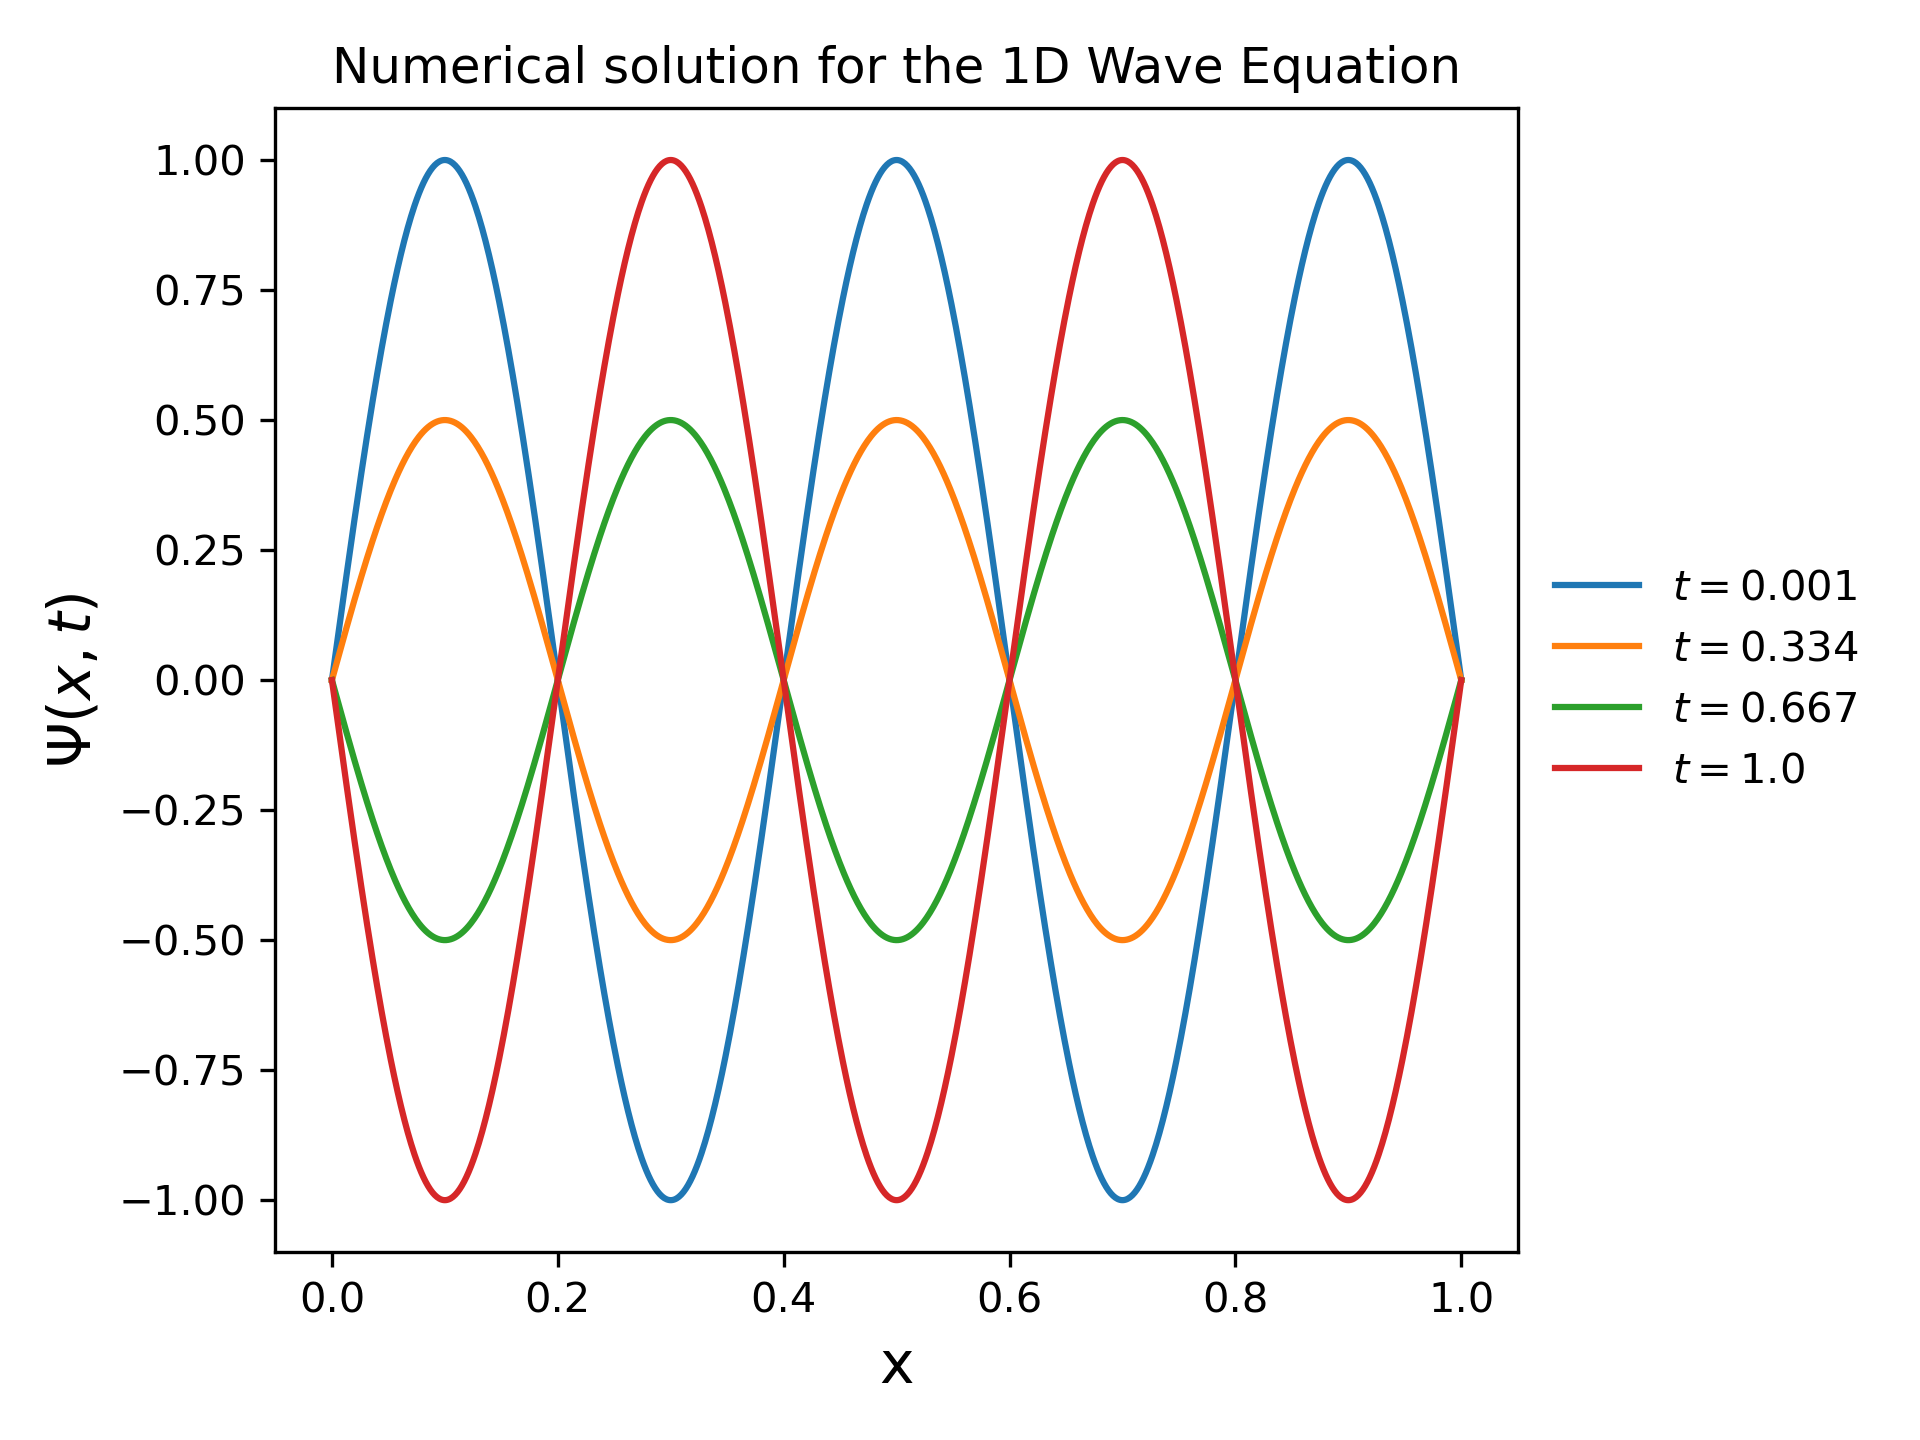 Numerical solution for the 1D Wave Equation
Ψ(x, t)
1.00
0.75
0.50
0.25
0.00
−0.25
−0.50
−0.75
−1.00
0.0 0.2 0.4 0.6 0.8 1.0
x
t = 0.001
t = 0.334
t = 0.667
t = 1.0